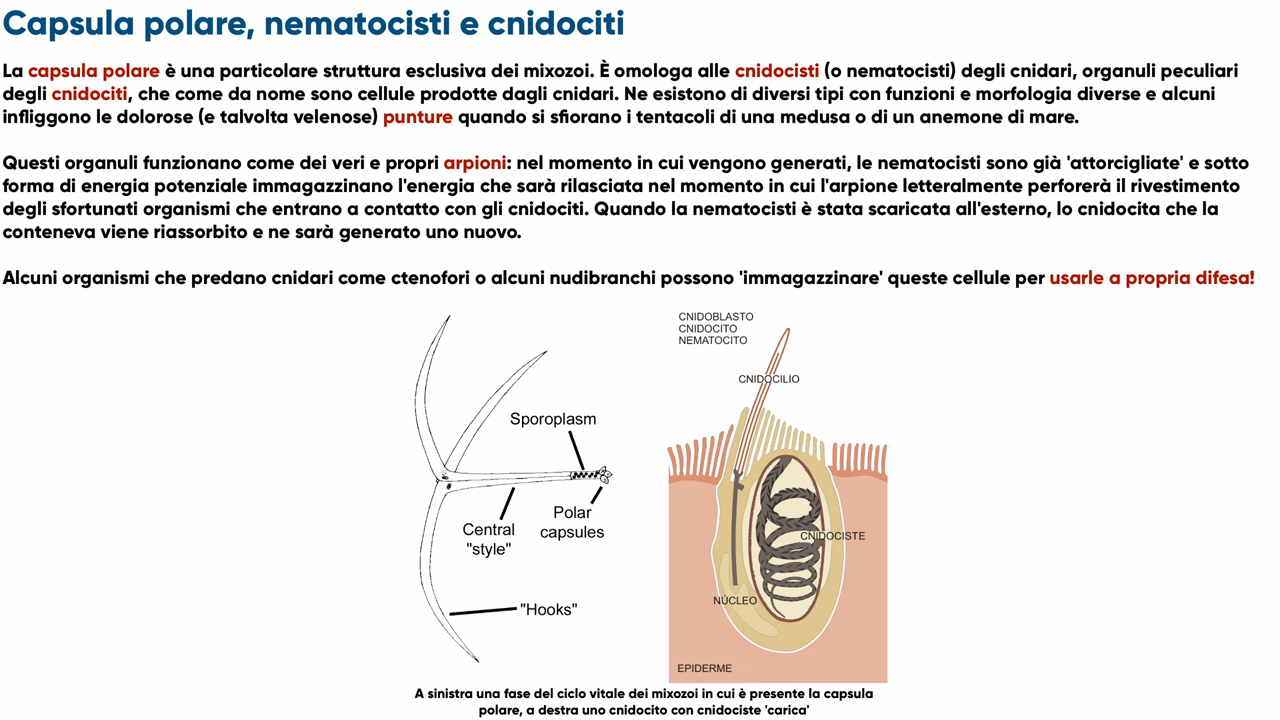 Capsula polare, nematocisti e cnidociti
La capsula polare è una particolare struttura esclusiva dei mixozoi. È omologa alle cnidocisti (o nematocisti) degli cnidari, organuli peculiari
degli cnidociti, che come da nome sono cellule prodotte dagli cnidari. Ne esistono di diversi tipi con funzioni e morfologia diverse e alcuni
infliggono le dolorose (e talvolta velenose) punture quando si sfiorano i tentacoli di una medusa o di un anemone di mare.
Questi organuli funzionano come dei veri e propri arpioni: nel momento in cui vengono generati, le nematocisti sono già 'attorcigliate' e sotto
forma di energia potenziale immagazzinano l'energia che sarà rilasciata nel momento in cui l'arpione letteralmente perforerà il rivestimento
degli sfortunati organismi che entrano a contatto con gli cnidociti. Quando la nematocisti è stata scaricata all'esterno, lo cnidocita che la
conteneva viene riassorbito e ne sarà generato uno nuovo.
Alcuni organismi che predano cnidari come ctenofori o alcuni nudibranchi possono 'immagazzinare' queste cellule per usarle a propria difesa!
Sporoplasm
Polar
capsules
Central
"style"
"Hooks"
CNIDOBLASTO
CNIDOCITO
NEMATOCITO
CNIDOCILIO
CNIDOCISTE
NÚCLEO
EPIDERME
A sinistra una fase del ciclo vitale dei mixozoi in cui è presente la capsula
polare, a destra uno cnidocito con cnidociste 'carica'